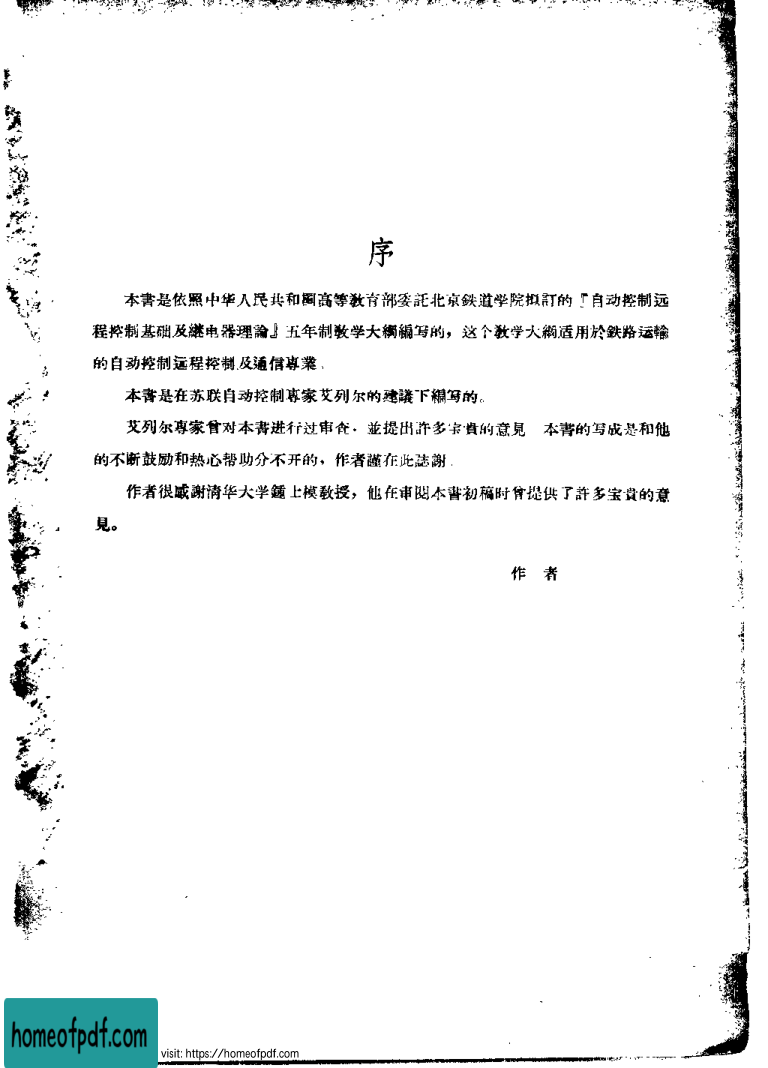 序
本書是依照中华人民共和國高等教育部委託北京鉄道学院拟訂的『自动控制远
程控制基础及継电器理論』五年制教学大綱編写的，这个教学大綱适用於鉄路运輸
的自动控制远程控制及通信專業.
本書是在苏联自动控制專家艾列尔的建議下編写的。
艾列尔專家曾对本書进行过审查，並提出許多宝貴的意見 本書的写成是和他
的不断鼓励和热心帮助分不开的，作者謹在此誌謝.
作者很感謝清华大学鍾士模教授，他在审閱本書初稿时曾提供了許多宝貴的意
見。
作 者
homeofpdf.com
visit: https://homeofpdf.com